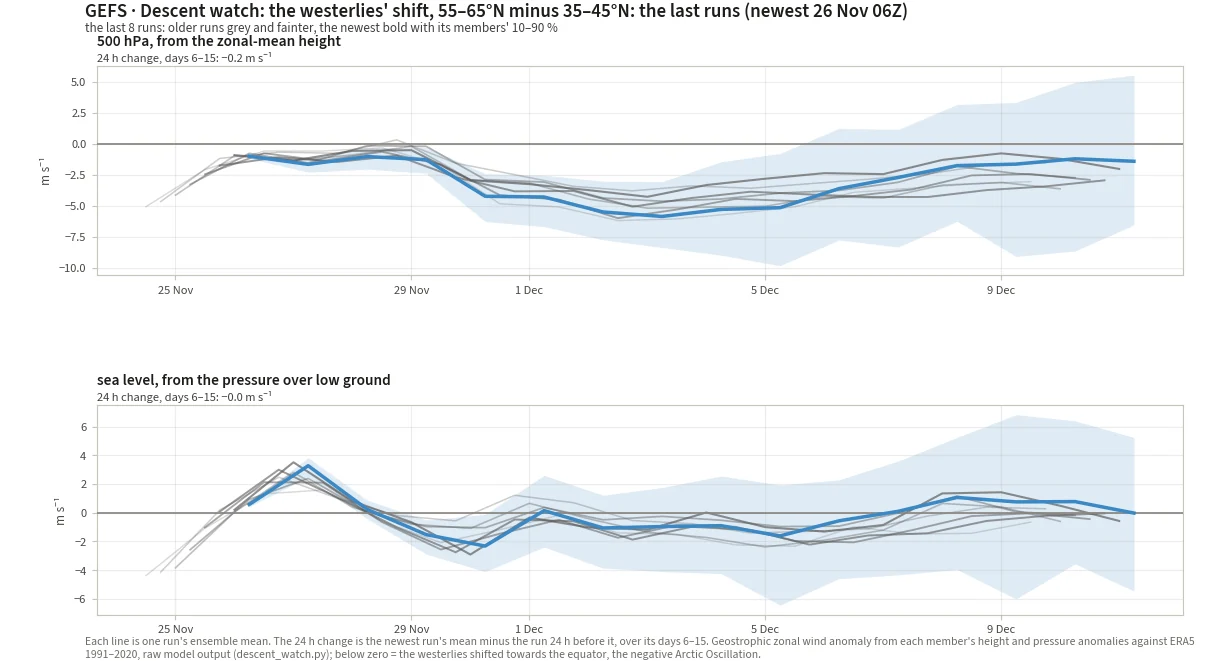 GEFS · Descent watch: the westerlies' shift, 55–65°N minus 35–45°N: the last runs (newest 26 Nov 06Z)
the last 8 runs: older runs grey and fainter, the newest bold with its members' 10–90 %
500 hPa, from the zonal-mean height
24 h change, days 6–15: −0.2 m s⁻¹
5.0
2.5
0.0
−2.5
−5.0
−7.5
−10.0
m s⁻¹
25 Nov
29 Nov
1 Dec
5 Dec
9 Dec
sea level, from the pressure over low ground
24 h change, days 6–15: −0.0 m s⁻¹
6
4
2
0
−2
−4
−6
m s⁻¹
25 Nov
29 Nov
1 Dec
5 Dec
9 Dec
Each line is one run's ensemble mean. The 24 h change is the newest run's mean minus the run 24 h before it, over its days 6–15. Geostrophic zonal wind anomaly from each member's height and pressure anomalies against ERA5
1991–2020, raw model output (descent_watch.py); below zero = the westerlies shifted towards the equator, the negative Arctic Oscillation.